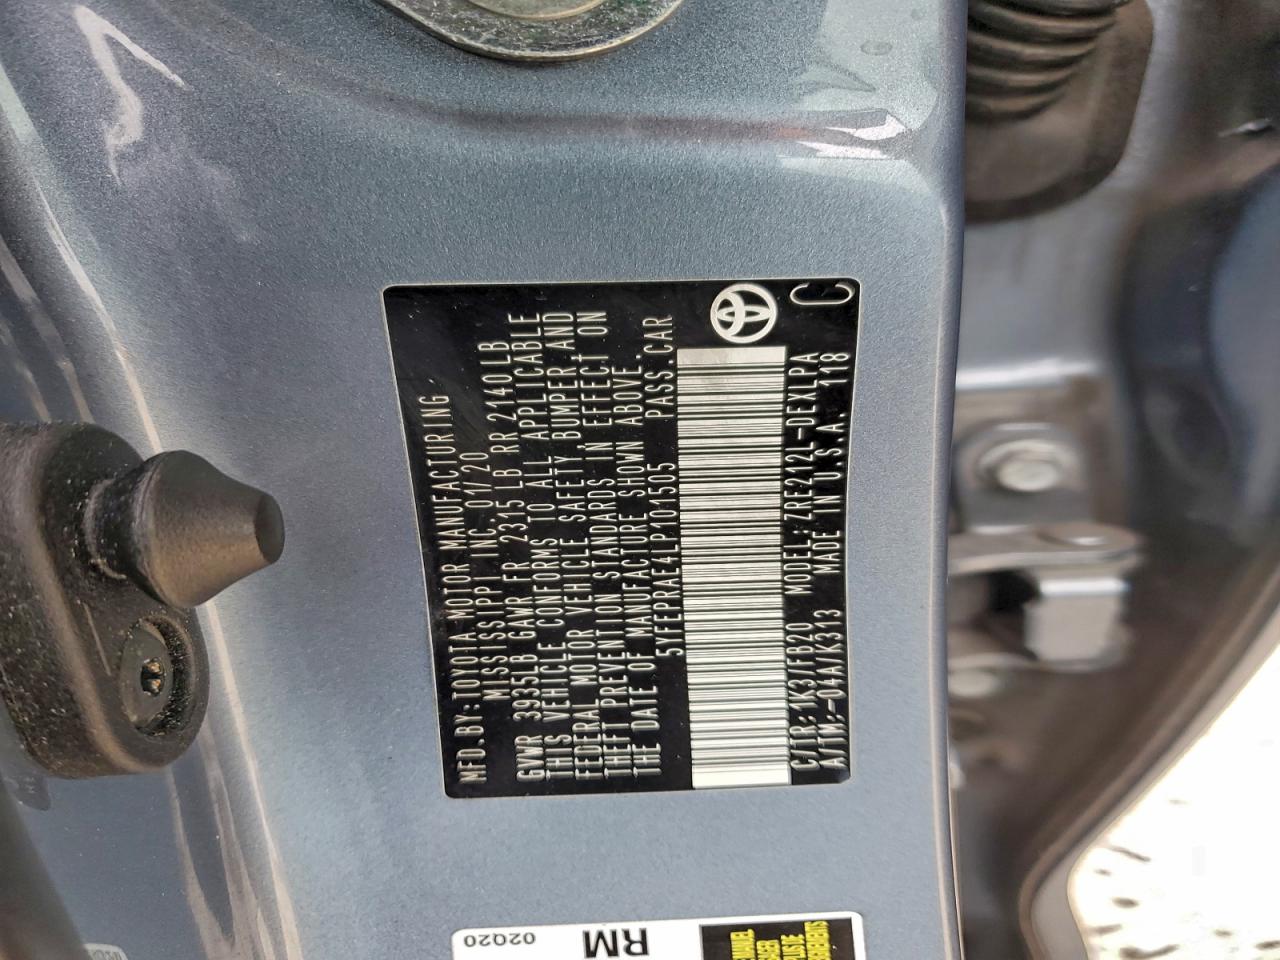 MFD.BY: TOYOTA MOTOR MANUFACTURING
MISSISSIPPI INC. 01/20
GVWR 3935LB GAWR FR 2315 LB RR 2140LB
THIS VEHICLE CONFORMS TO ALL APPLICABLE
FEDERAL MOTOR VEHICLE SAFETY BUMPER, AND
THEFT PREVENTION STANDARDS IN EFFECT ON
THE DATE OF MANUFACTURE SHOWN ABOVE.
5YFEPRAE4LP101505 PASS.CAR
C/TR: 1K3/FB20 MODEL: ZRE212L-DEXLPA
A/TM:-04A/K313 MADE IN U.S.A. 118
C
RM
02Q20